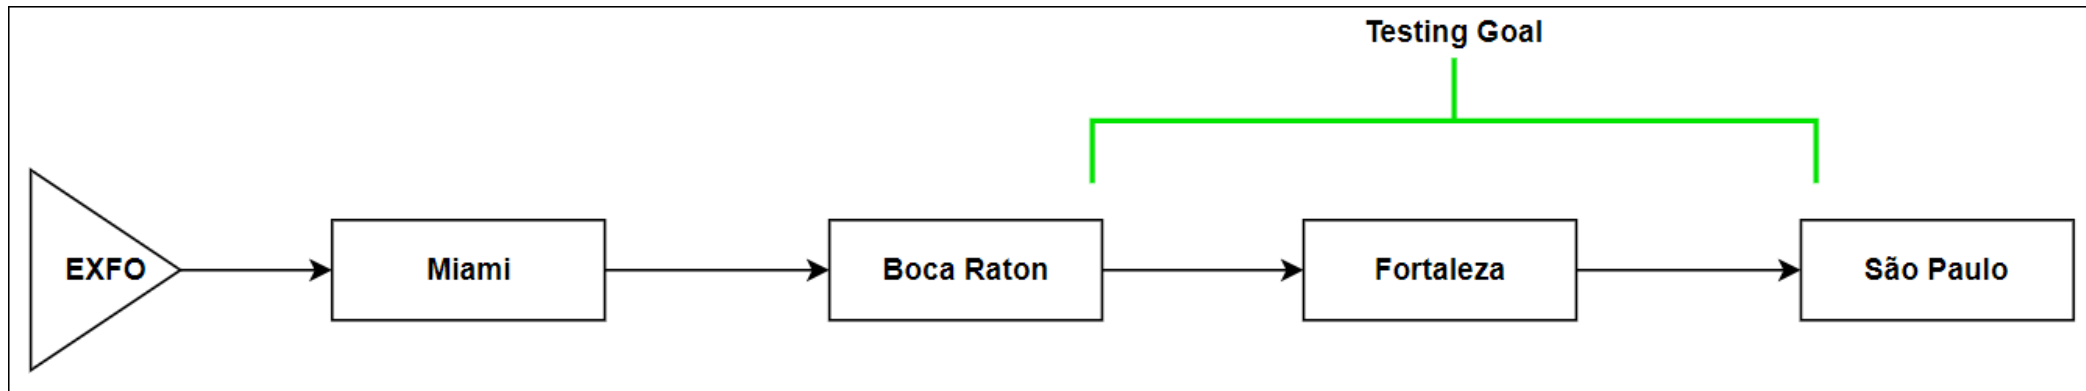 Testing Goal
EXFO
Miami
Boca Raton
Fortaleza
São Paulo